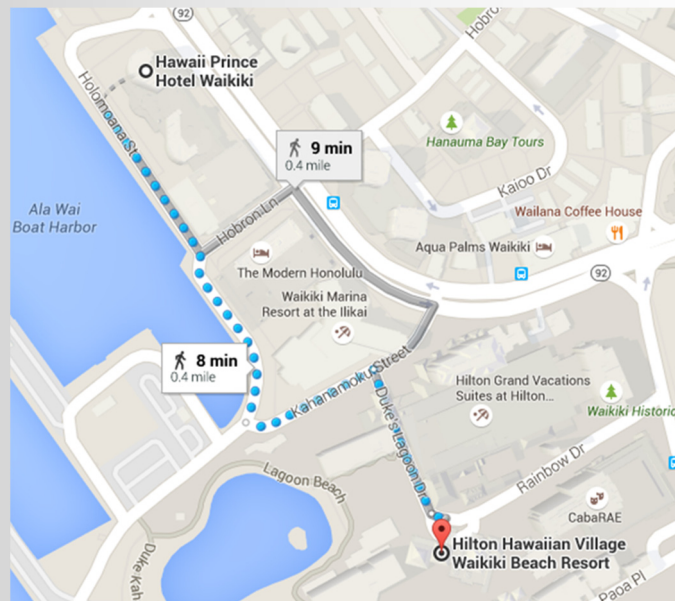 92
Hobron
Hawaii Prince
Hotel Waikiki
Holomoana St
9 min
0.4 mile
Hanauma Bay Tours
Kaioo Dr
Ala Wai
Boat Harbor
Hobron Ln
Wailana Coffee House
Aqua Palms Waikiki
The Modern Honolulu
92
Waikiki Marina
Resort at the Ilikai
8 min
0.4 mile
Kahanamoku Street
Hilton Grand Vacations
Suites at Hilton...
Duke's Lagoon Dr
Waikiki Historic
Rainbow Dr
Lagoon Beach
CabaRAE
Hilton Hawaiian Village
Waikiki Beach Resort
Duke Kah
Paoa Pl